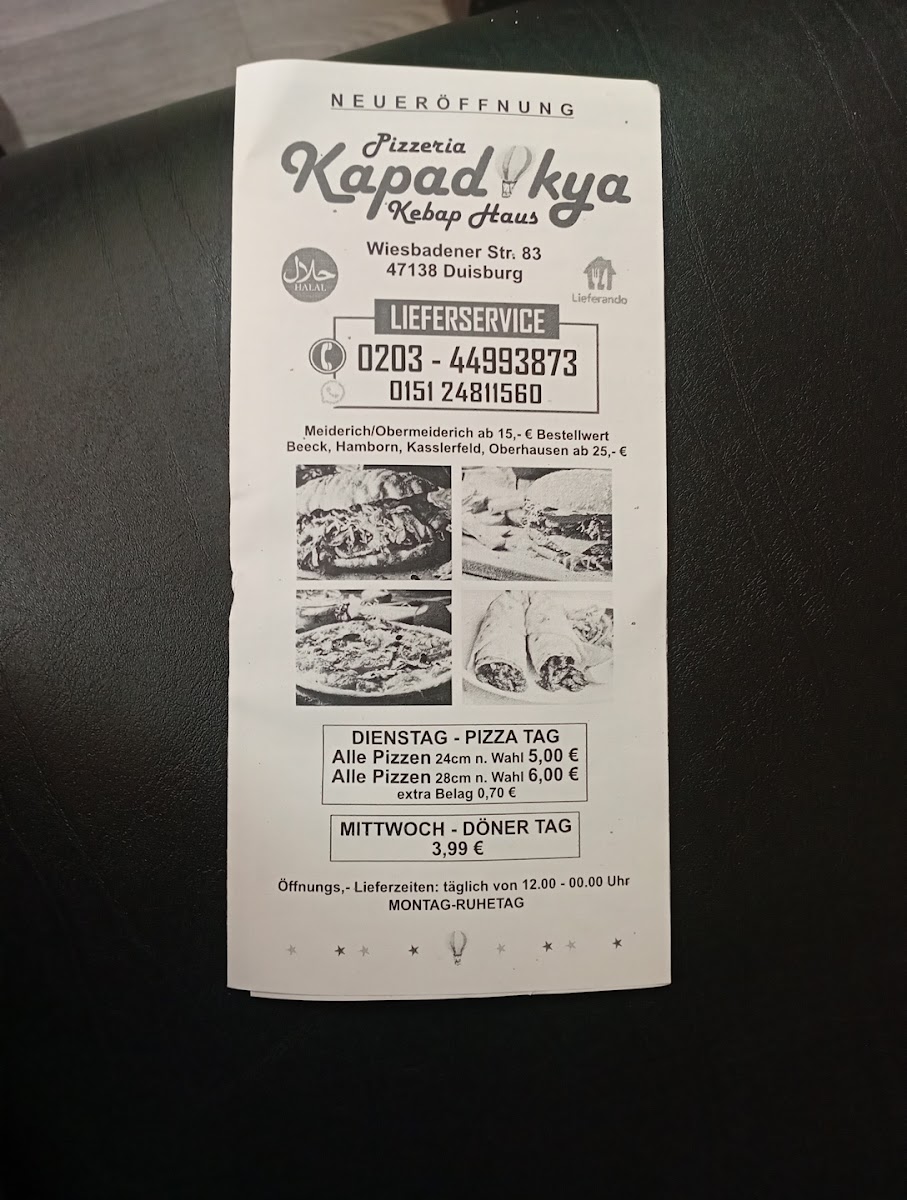 NEUERÖFFNUNG
Pizzeria
Kapadokya
Kebap Haus
Wiesbadener Str. 83
47138 Duisburg
حلال
HALAL
Lieferando
LIEFERSERVICE
0203 - 44993873
0151 24811560
Meiderich/Obermeiderich ab 15,- € Bestellwert
Beeck, Hamborn, Kasslerfeld, Oberhausen ab 25,- €
DIENSTAG - PIZZA TAG
Alle Pizzen 24cm n. Wahl 5,00 €
Alle Pizzen 28cm n. Wahl 6,00 €
extra Belag 0,70 €
MITTWOCH - DÖNER TAG
3,99 €
Öffnungs,- Lieferzeiten: täglich von 12.00 - 00.00 Uhr
MONTAG-RUHETAG